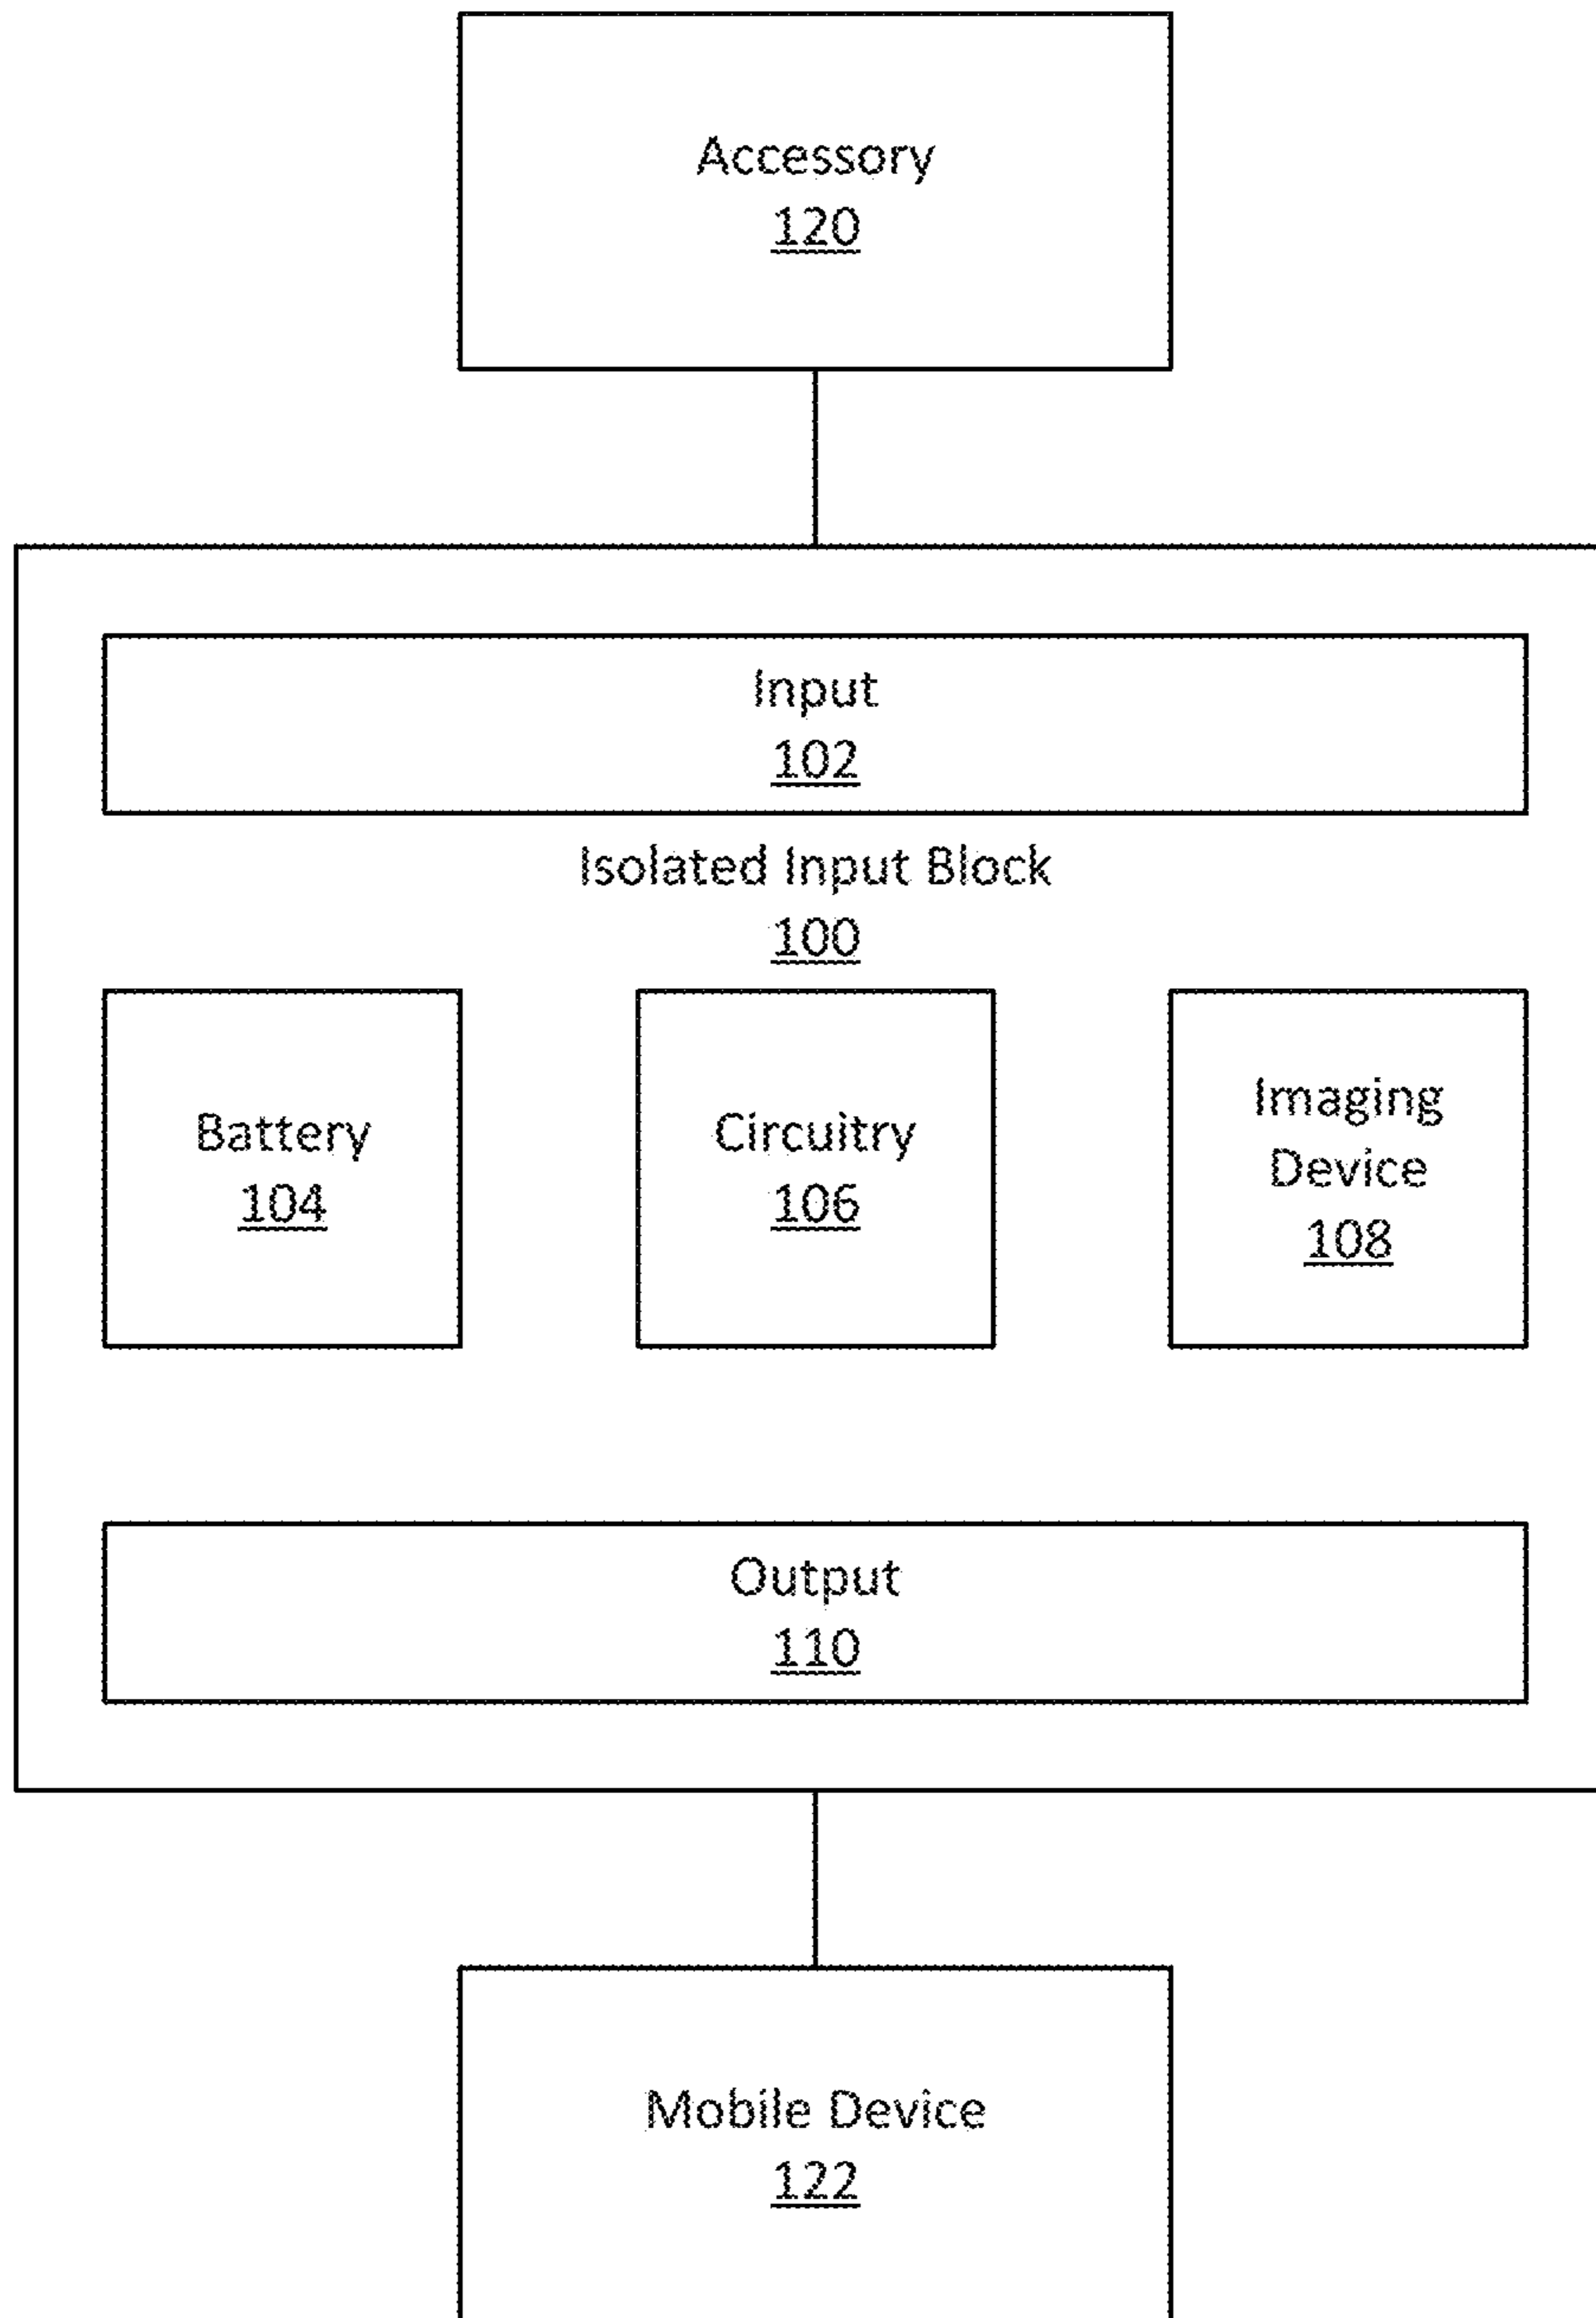 Accessory
120
Input
102
Isolated Input Block
100
Battery
104
Circuitry
106
Imaging
Device
108
Output
110
Mobile Device
122